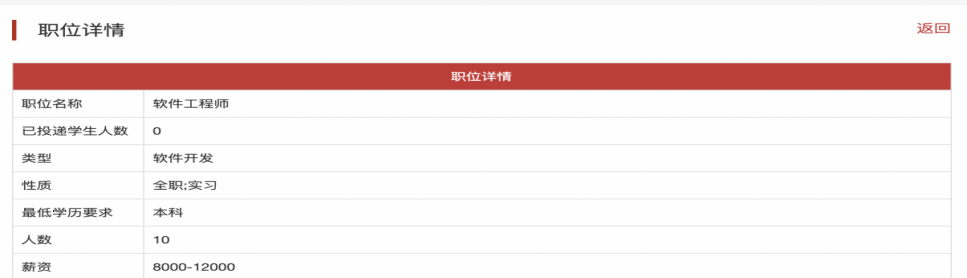 职位详情
返回
职位详情
职位名称 软件工程师
已投递学生人数 0
类型 软件开发
性质 全职;实习
最低学历要求 本科
人数 10
薪资 8000-12000